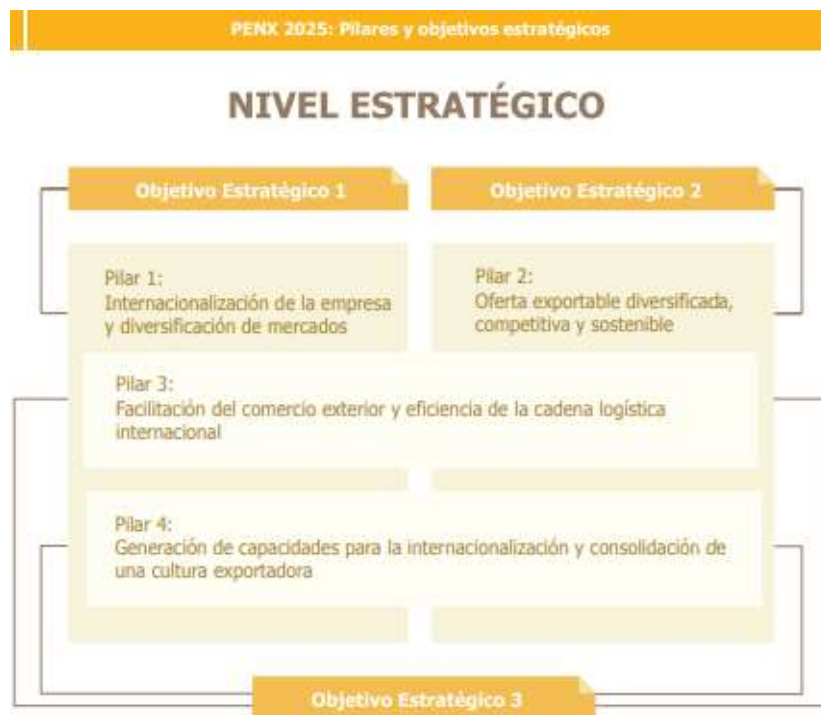 PENX 2025: Pilares y objetivos estratégicos
NIVEL ESTRATÉGICO
Objetivo Estratégico 1
Objetivo Estratégico 2
Pilar 1:
Internacionalización de la empresa
y diversificación de mercados
Pilar 2:
Oferta exportable diversificada,
competitiva y sostenible
Pilar 3:
Facilitación del comercio exterior y eficiencia de la cadena logística
internacional
Pilar 4:
Generación de capacidades para la internacionalización y consolidación de
una cultura exportadora
Objetivo Estratégico 3